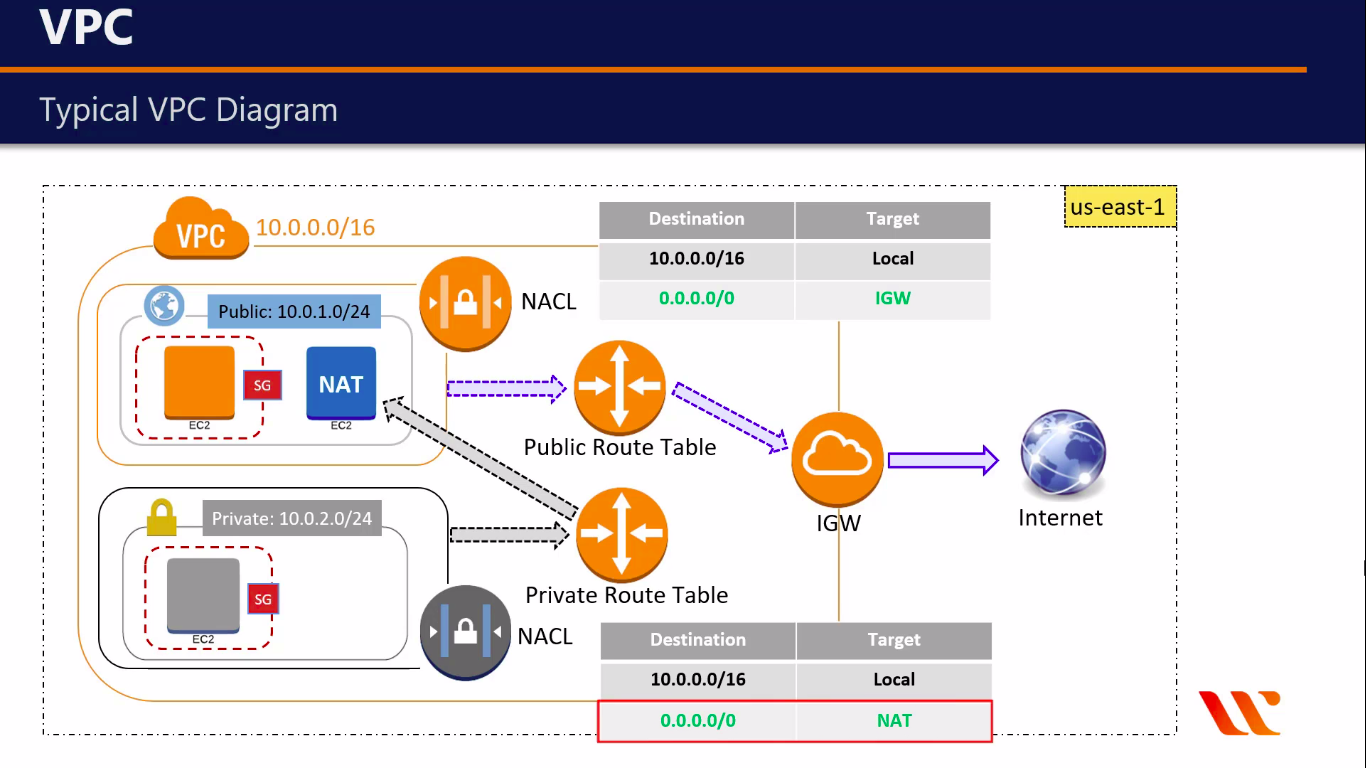 VPC
Typical VPC Diagram
us-east-1
VPC
10.0.0.0/16
Destination Target
10.0.0.0/16 Local
0.0.0.0/0 IGW
NACL
Public: 10.0.1.0/24
SG
EC2
NAT
EC2
Public Route Table
IGW
Internet
Private: 10.0.2.0/24
SG
EC2
Private Route Table
NACL
Destination Target
10.0.0.0/16 Local
0.0.0.0/0 NAT